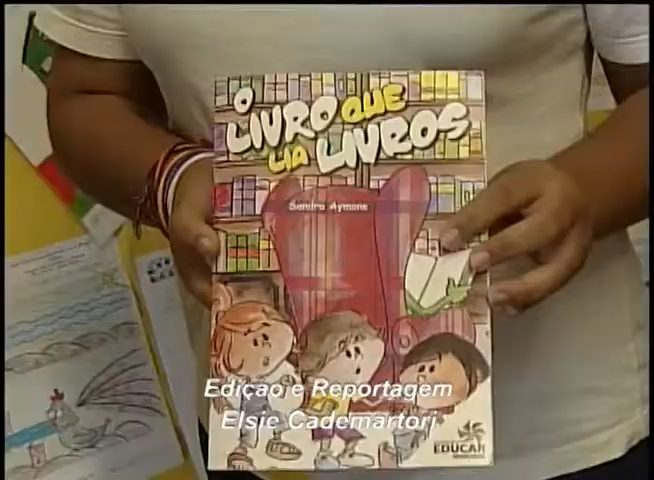 O
LIVRO QUE
LIA LIVROS
Sandra Aymone
Edição e Reportagem
Elsie Cademartori
EDUCAR